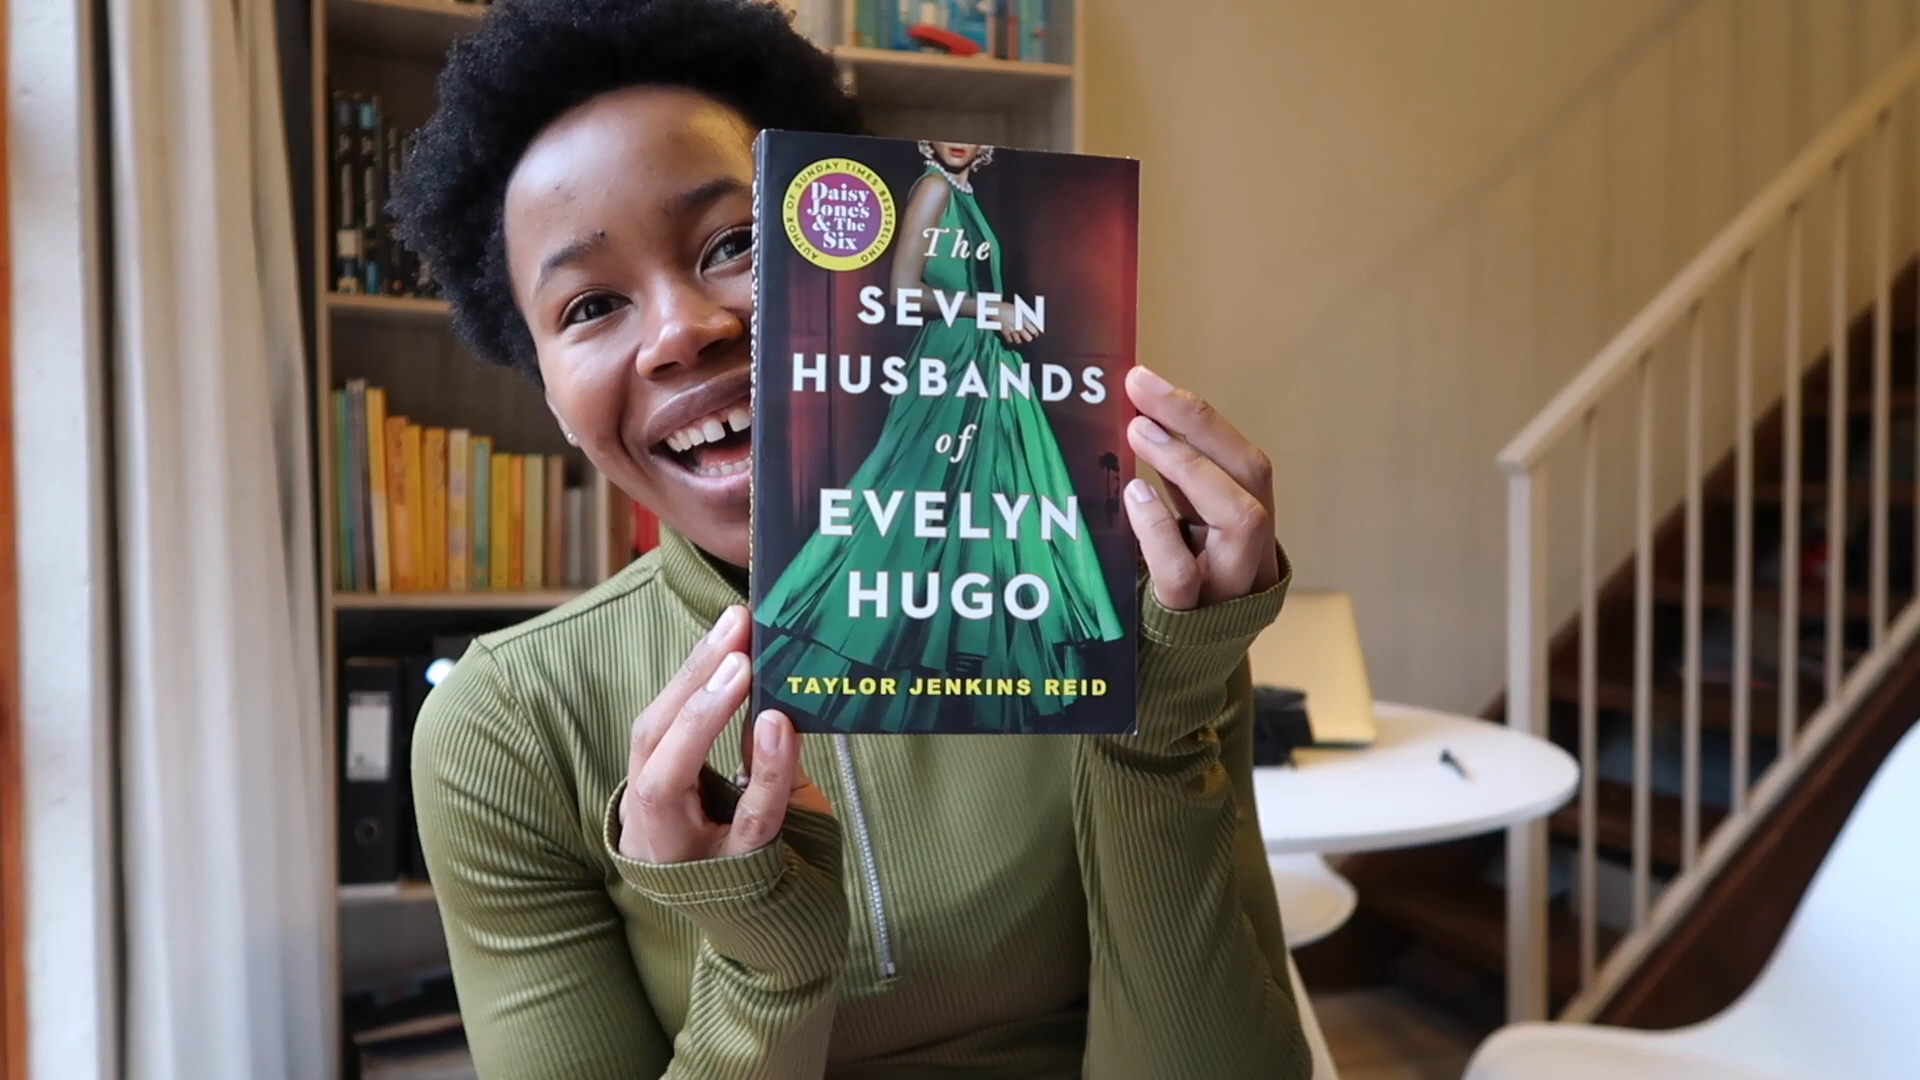 AUTHOR OF SUNDAY TIMES BESTSELLING
Daisy
Jones
& The
Six
The
SEVEN
HUSBANDS
of
EVELYN
HUGO
TAYLOR JENKINS REID